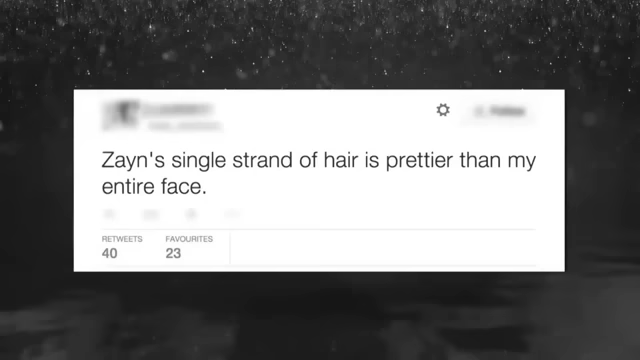 Zayn's single strand of hair is prettier than my
entire face.
RETWEETS FAVOURITES
40 23